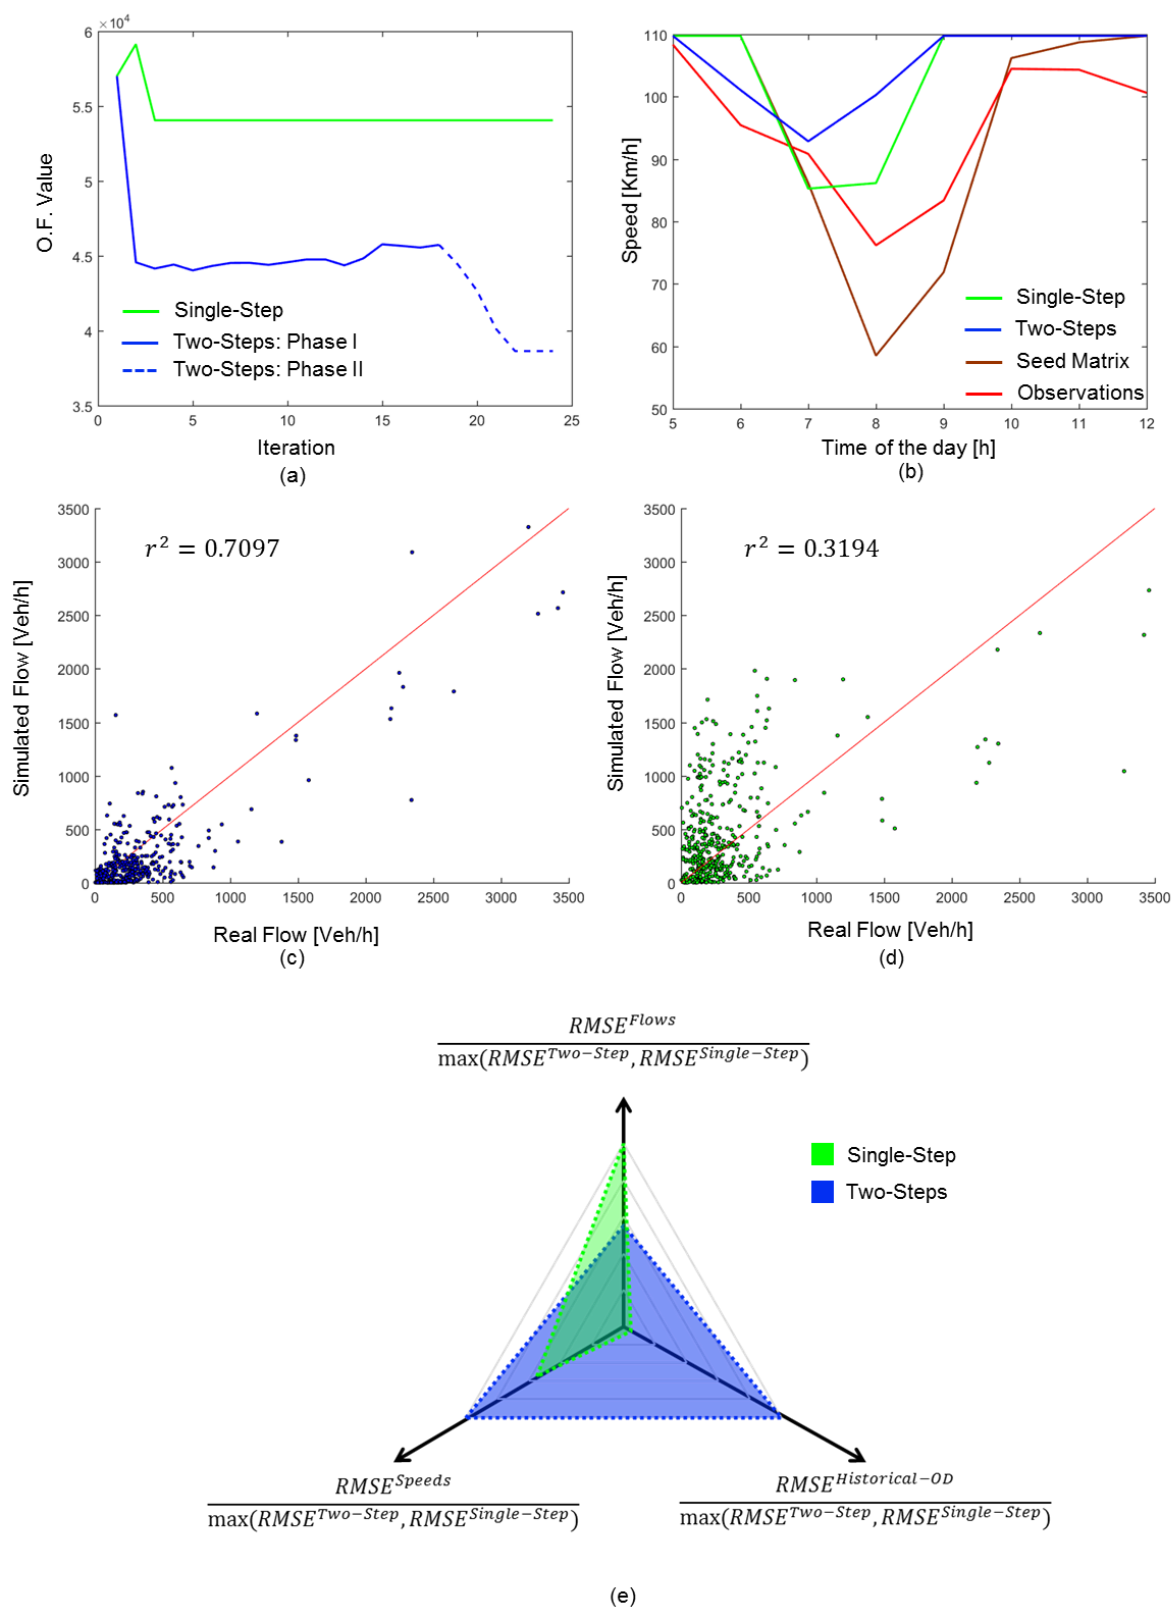 ×10⁴
6
5.5
5
4.5
4
3.5
O.F. Value
Single-Step
Two-Steps: Phase I
Two-Steps: Phase II
0 5 10 15 20 25
Iteration
(a)
110
100
90
80
70
60
50
Speed [Km/h]
Single-Step
Two-Steps
Seed Matrix
Observations
5 6 7 8 9 10 11 12
Time of the day [h]
(b)
3500
3000
2500
2000
1500
1000
500
0
Simulated Flow [Veh/h]
r² = 0.7097
0 500 1000 1500 2000 2500 3000 3500
Real Flow [Veh/h]
(c)
3500
3000
2500
2000
1500
1000
500
0
Simulated Flow [Veh/h]
r² = 0.3194
0 500 1000 1500 2000 2500 3000 3500
Real Flow [Veh/h]
(d)
RMSE^Flows
max(RMSE^Two−Step, RMSE^Single−Step)
Single-Step
Two-Steps
RMSE^Speeds
max(RMSE^Two−Step, RMSE^Single−Step)
RMSE^Historical−OD
max(RMSE^Two−Step, RMSE^Single−Step)
(e)